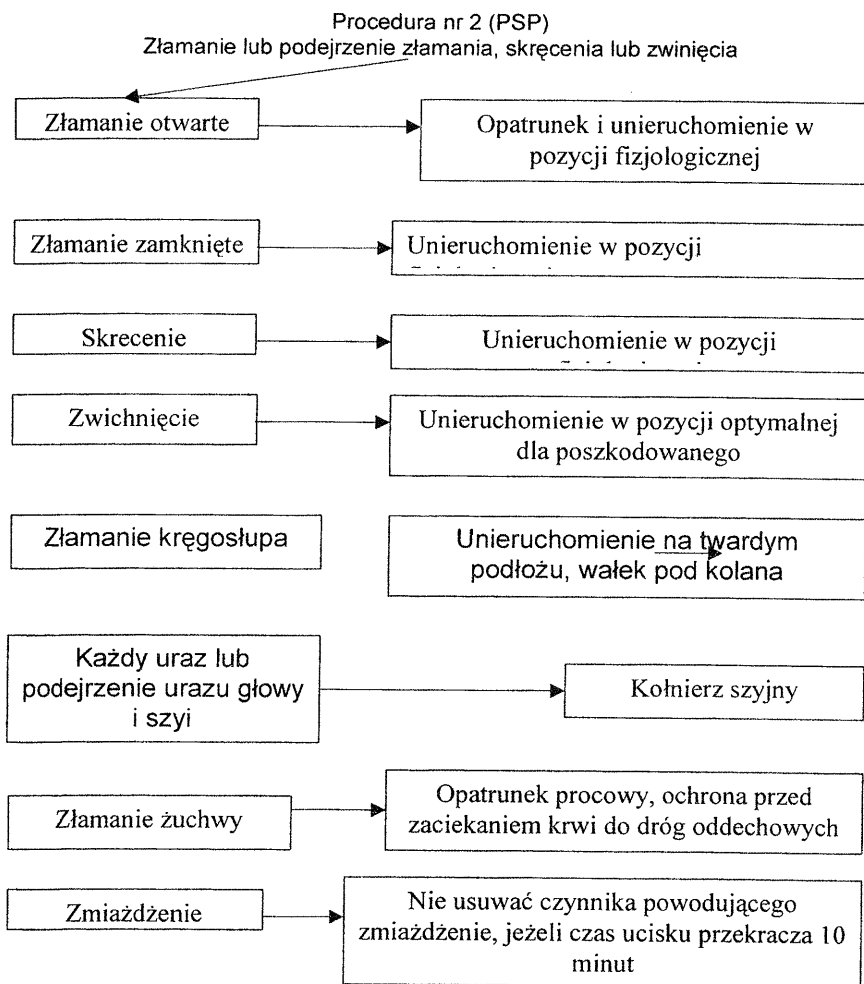 Procedura nr 2 (PSP)
Złamanie lub podejrzenie złamania, skręcenia lub zwinięcia
Złamanie otwarte
Opatrunek i unieruchomienie w
pozycji fizjologicznej
Złamanie zamknięte
Unieruchomienie w pozycji
Skrecenie
Unieruchomienie w pozycji
Zwichnięcie
Unieruchomienie w pozycji optymalnej
dla poszkodowanego
Złamanie kręgosłupa
Unieruchomienie na twardym
podłożu, wałek pod kolana
Każdy uraz lub
podejrzenie urazu głowy
i szyi
Kołnierz szyjny
Złamanie żuchwy
Opatrunek procowy, ochrona przed
zaciekaniem krwi do dróg oddechowych
Zmiażdżenie
Nie usuwać czynnika powodującego
zmiażdżenie, jeżeli czas ucisku przekracza 10
minut